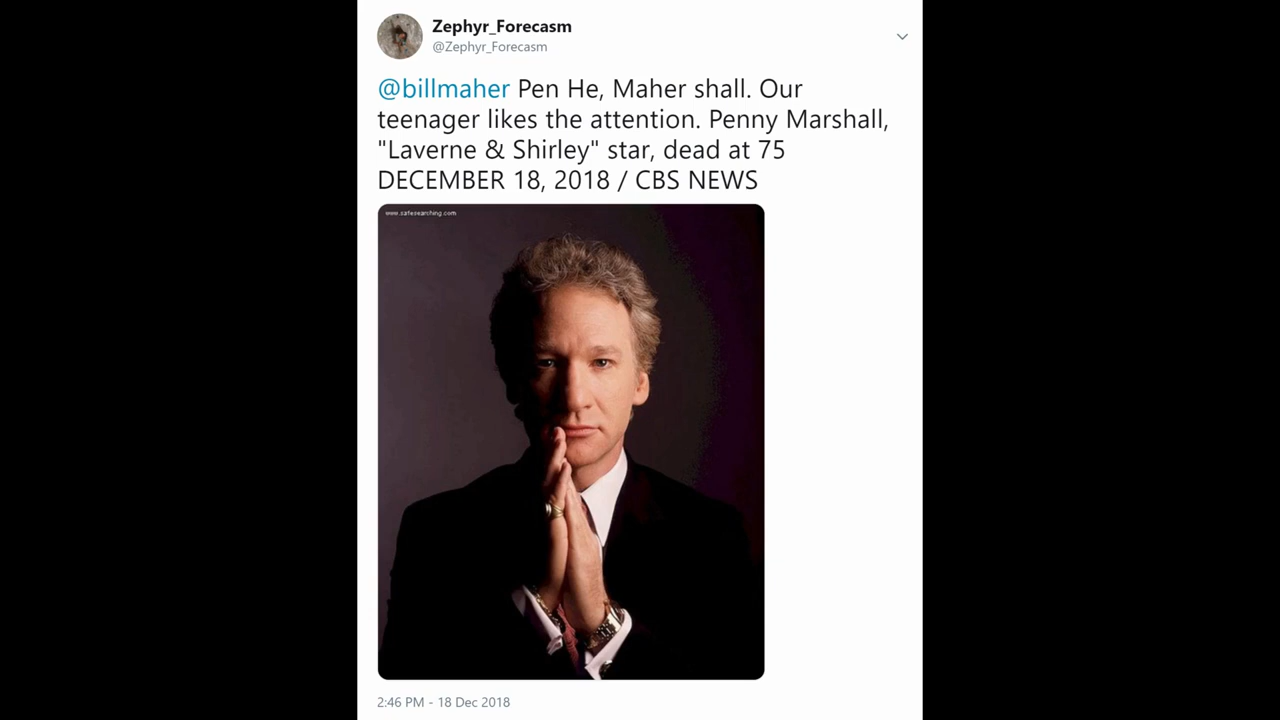 Zephyr_Forecasm
@Zephyr_Forecasm
@billmaher Pen He, Maher shall. Our
teenager likes the attention. Penny Marshall,
"Laverne & Shirley" star, dead at 75
DECEMBER 18, 2018 / CBS NEWS
www.safesearching.com
2:46 PM - 18 Dec 2018